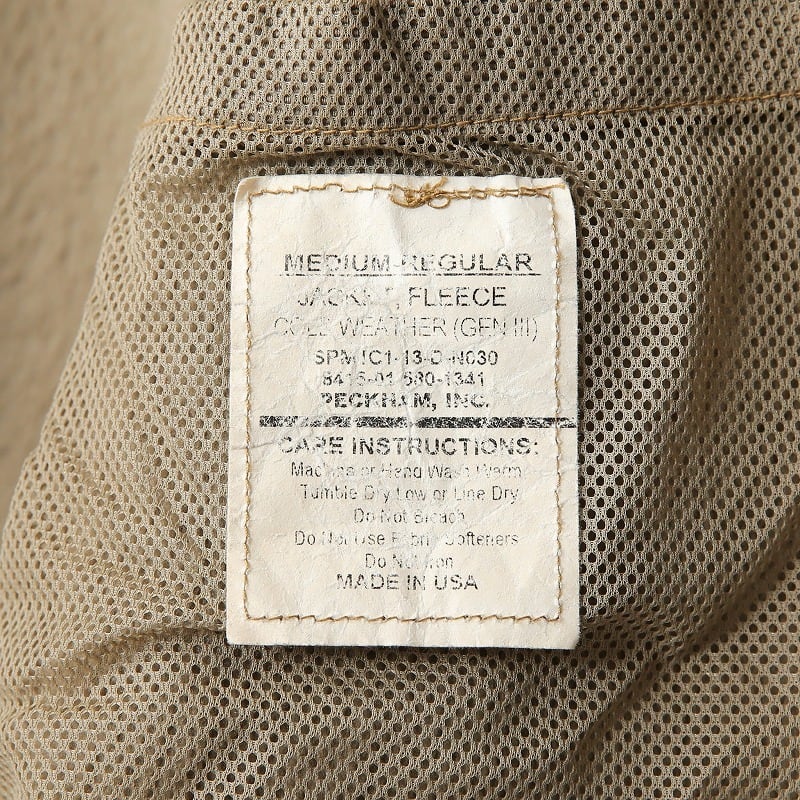 MEDIUM-REGULAR
JACKET, FLEECE
COLD WEATHER (GEN III)
SPM1C1-13-D-N030
8415-01-580-1341
PECKHAM, INC.
CARE INSTRUCTIONS:
Machine or Hand Wash Warm
Tumble Dry Low or Line Dry
Do Not Bleach
Do Not Use Fabric Softeners
Do Not Iron
MADE IN USA